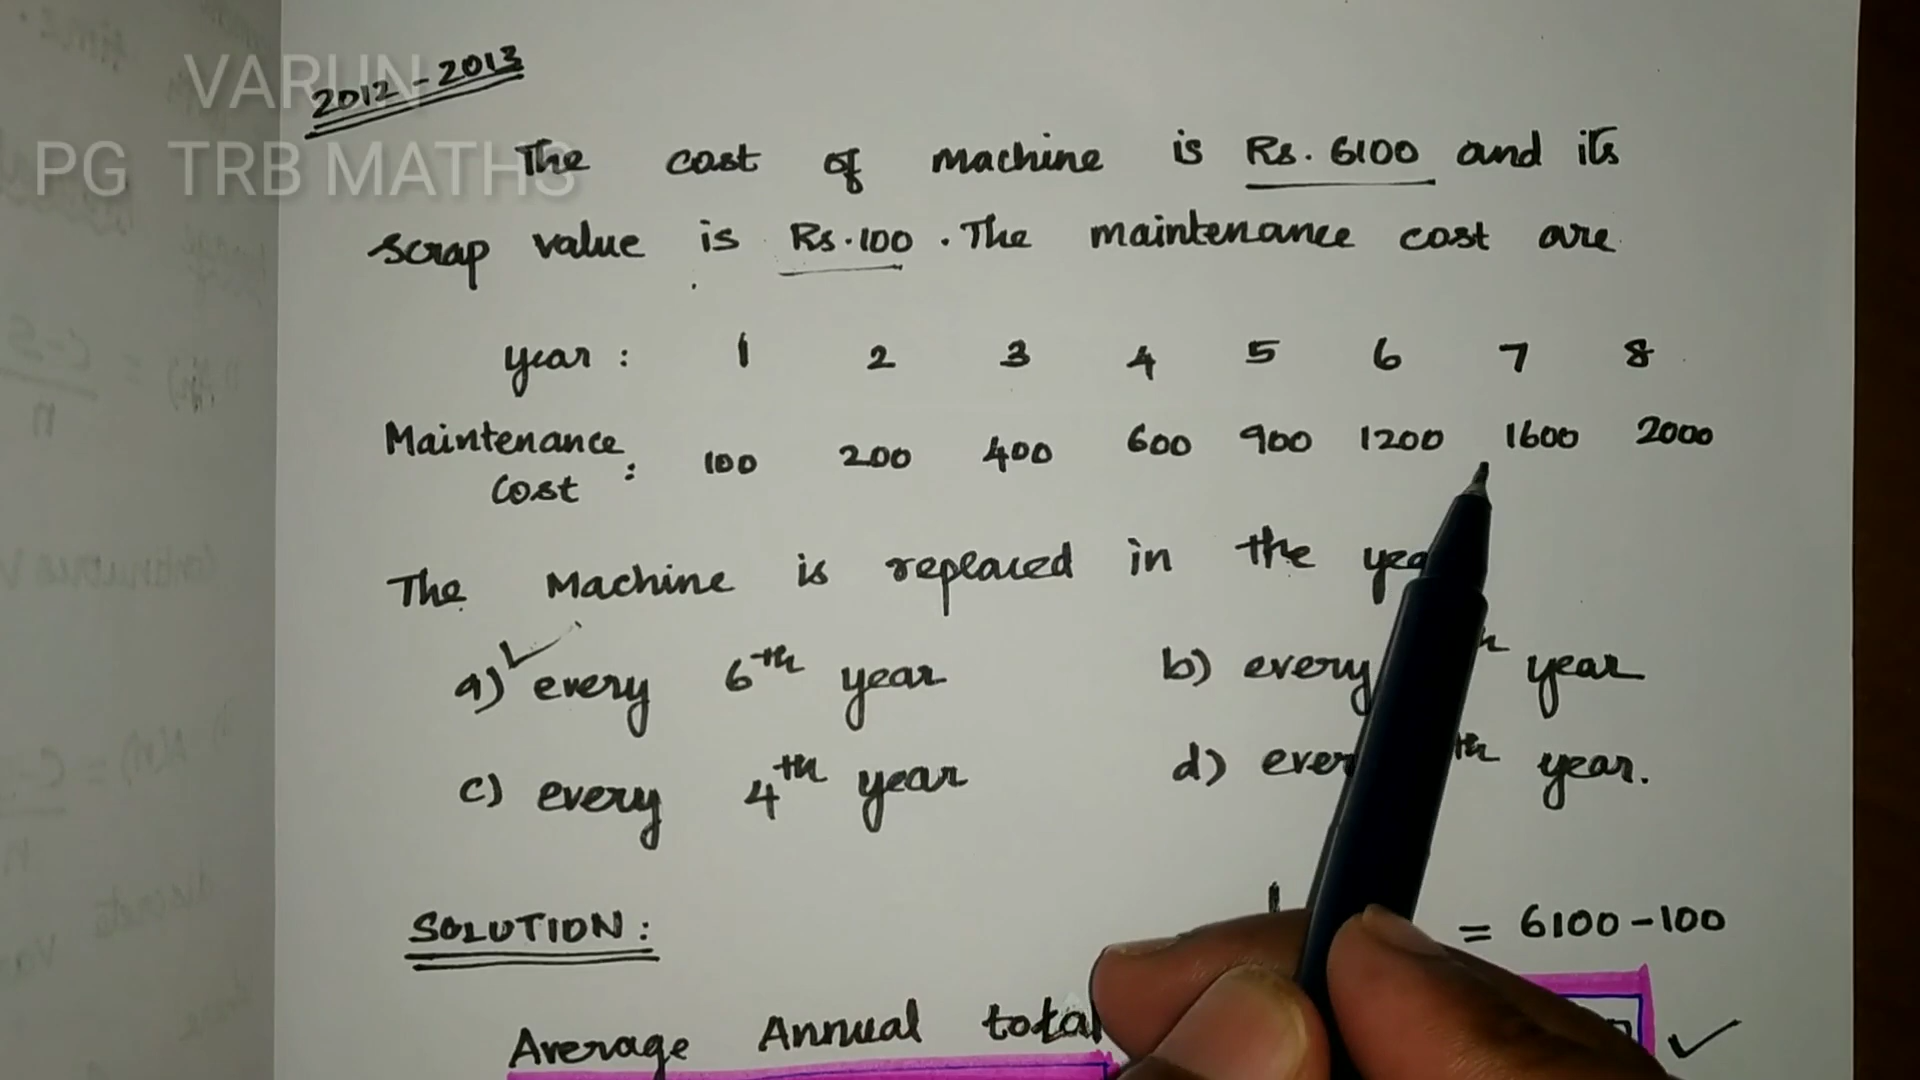 VARUN
PG TRB MATHS
2012-2013
The cost of machine is Rs. 6100 and its
scrap value is Rs.100. The maintenance cost are
year: 1 2 3 4 5 6 7 8
Maintenance cost: 100 200 400 600 900 1200 1600 2000
The Machine is replaced in the
a) every 6th year b) every year
c) every 4th year d) th year.
SOLUTION: = 6100-100
Average Annual total